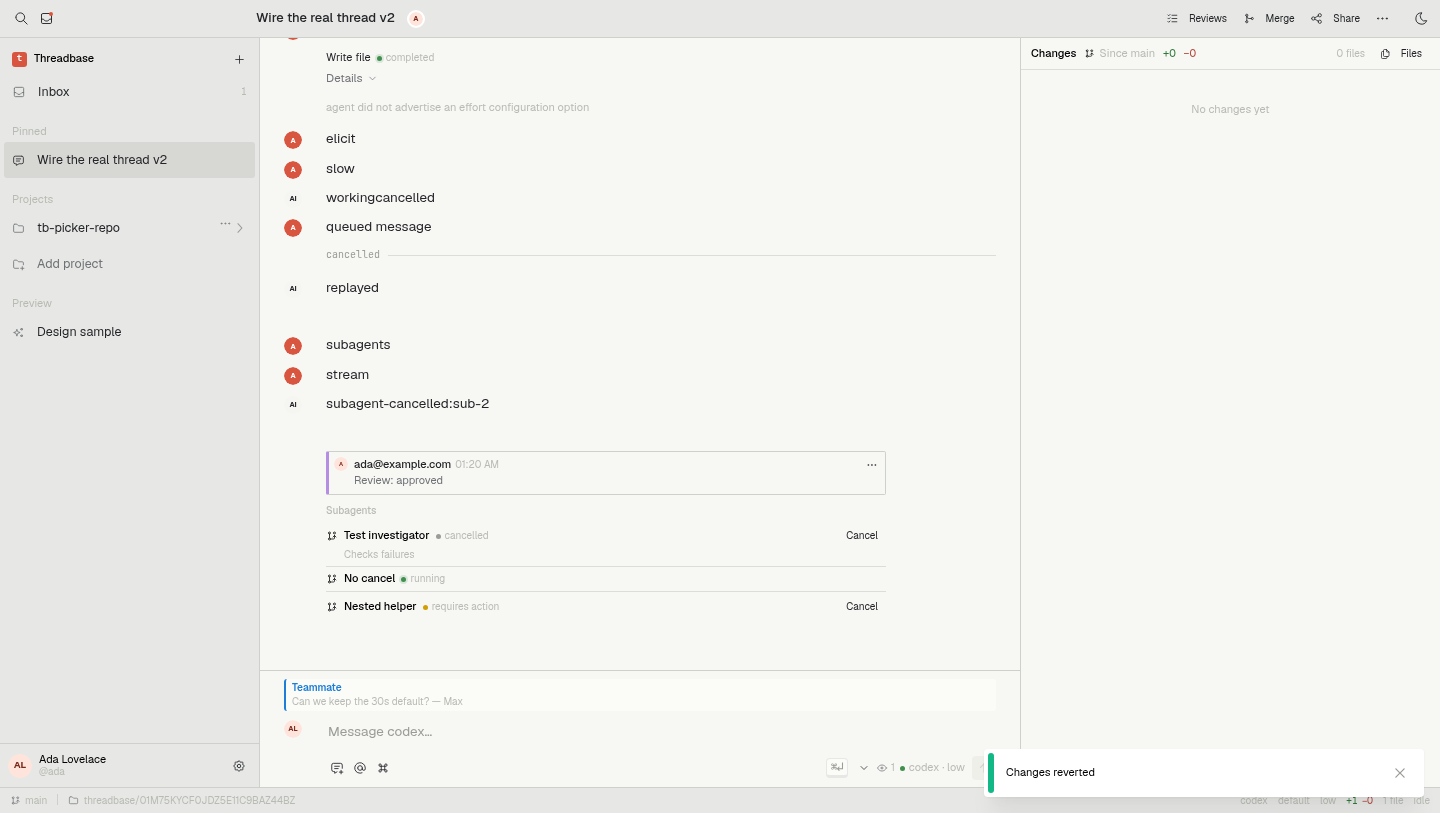 Wire the real thread v2
A
Reviews
Merge
Share
t
Threadbase
Inbox
1
Pinned
Wire the real thread v2
Projects
tb-picker-repo
Add project
Preview
Design sample
AL
Ada Lovelace
@ada
Write file completed
Details
agent did not advertise an effort configuration option
A
elicit
A
slow
AI
workingcancelled
A
queued message
cancelled
AI
replayed
A
subagents
A
stream
AI
subagent-cancelled:sub-2
A
ada@example.com 01:20 AM
Review: approved
Subagents
Test investigator cancelled
Cancel
Checks failures
No cancel running
Nested helper requires action
Cancel
Teammate
Can we keep the 30s default? — Max
AL
Message codex...
1
codex · low
Changes
Since main
+0 −0
0 files
Files
No changes yet
Changes reverted
main
codex default low +1 −0 1 file idle